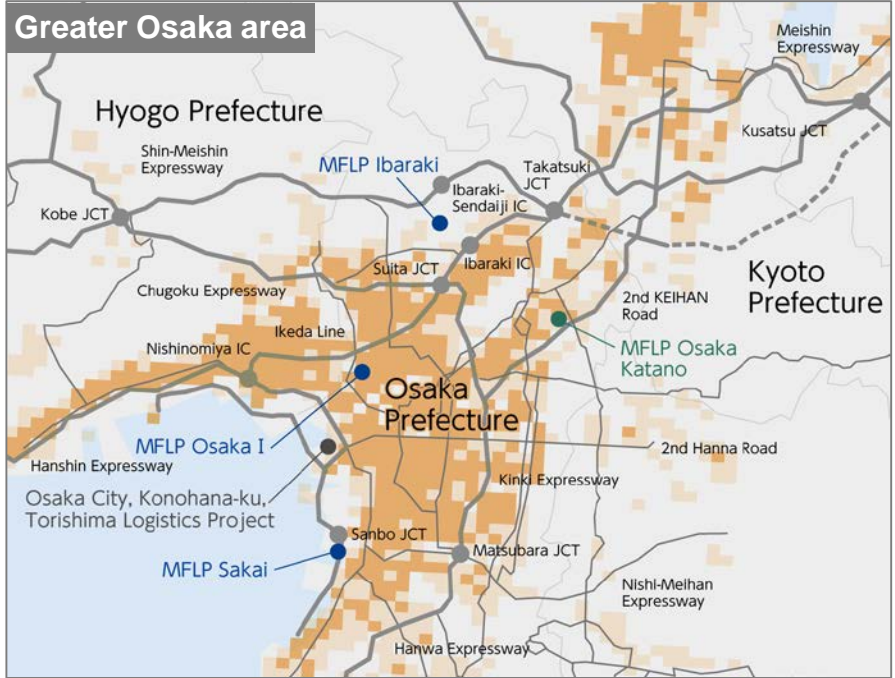 Greater Osaka area
Meishin
Expressway
Hyogo Prefecture
Kusatsu JCT
Shin-Meishin
Expressway
MFLP Ibaraki
Takatsuki
JCT
Ibaraki-
Sendaiji IC
Kobe JCT
Ibaraki IC
Suita JCT
Kyoto
Prefecture
Chugoku Expressway
2nd KEIHAN
Road
Ikeda Line
Nishinomiya IC
MFLP Osaka
Katano
Osaka
Prefecture
MFLP Osaka I
2nd Hanna Road
Hanshin Expressway
Kinki Expressway
Osaka City, Konohana-ku,
Torishima Logistics Project
Sanbo JCT
Matsubara JCT
MFLP Sakai
Nishi-Meihan
Expressway
Hanwa Expressway